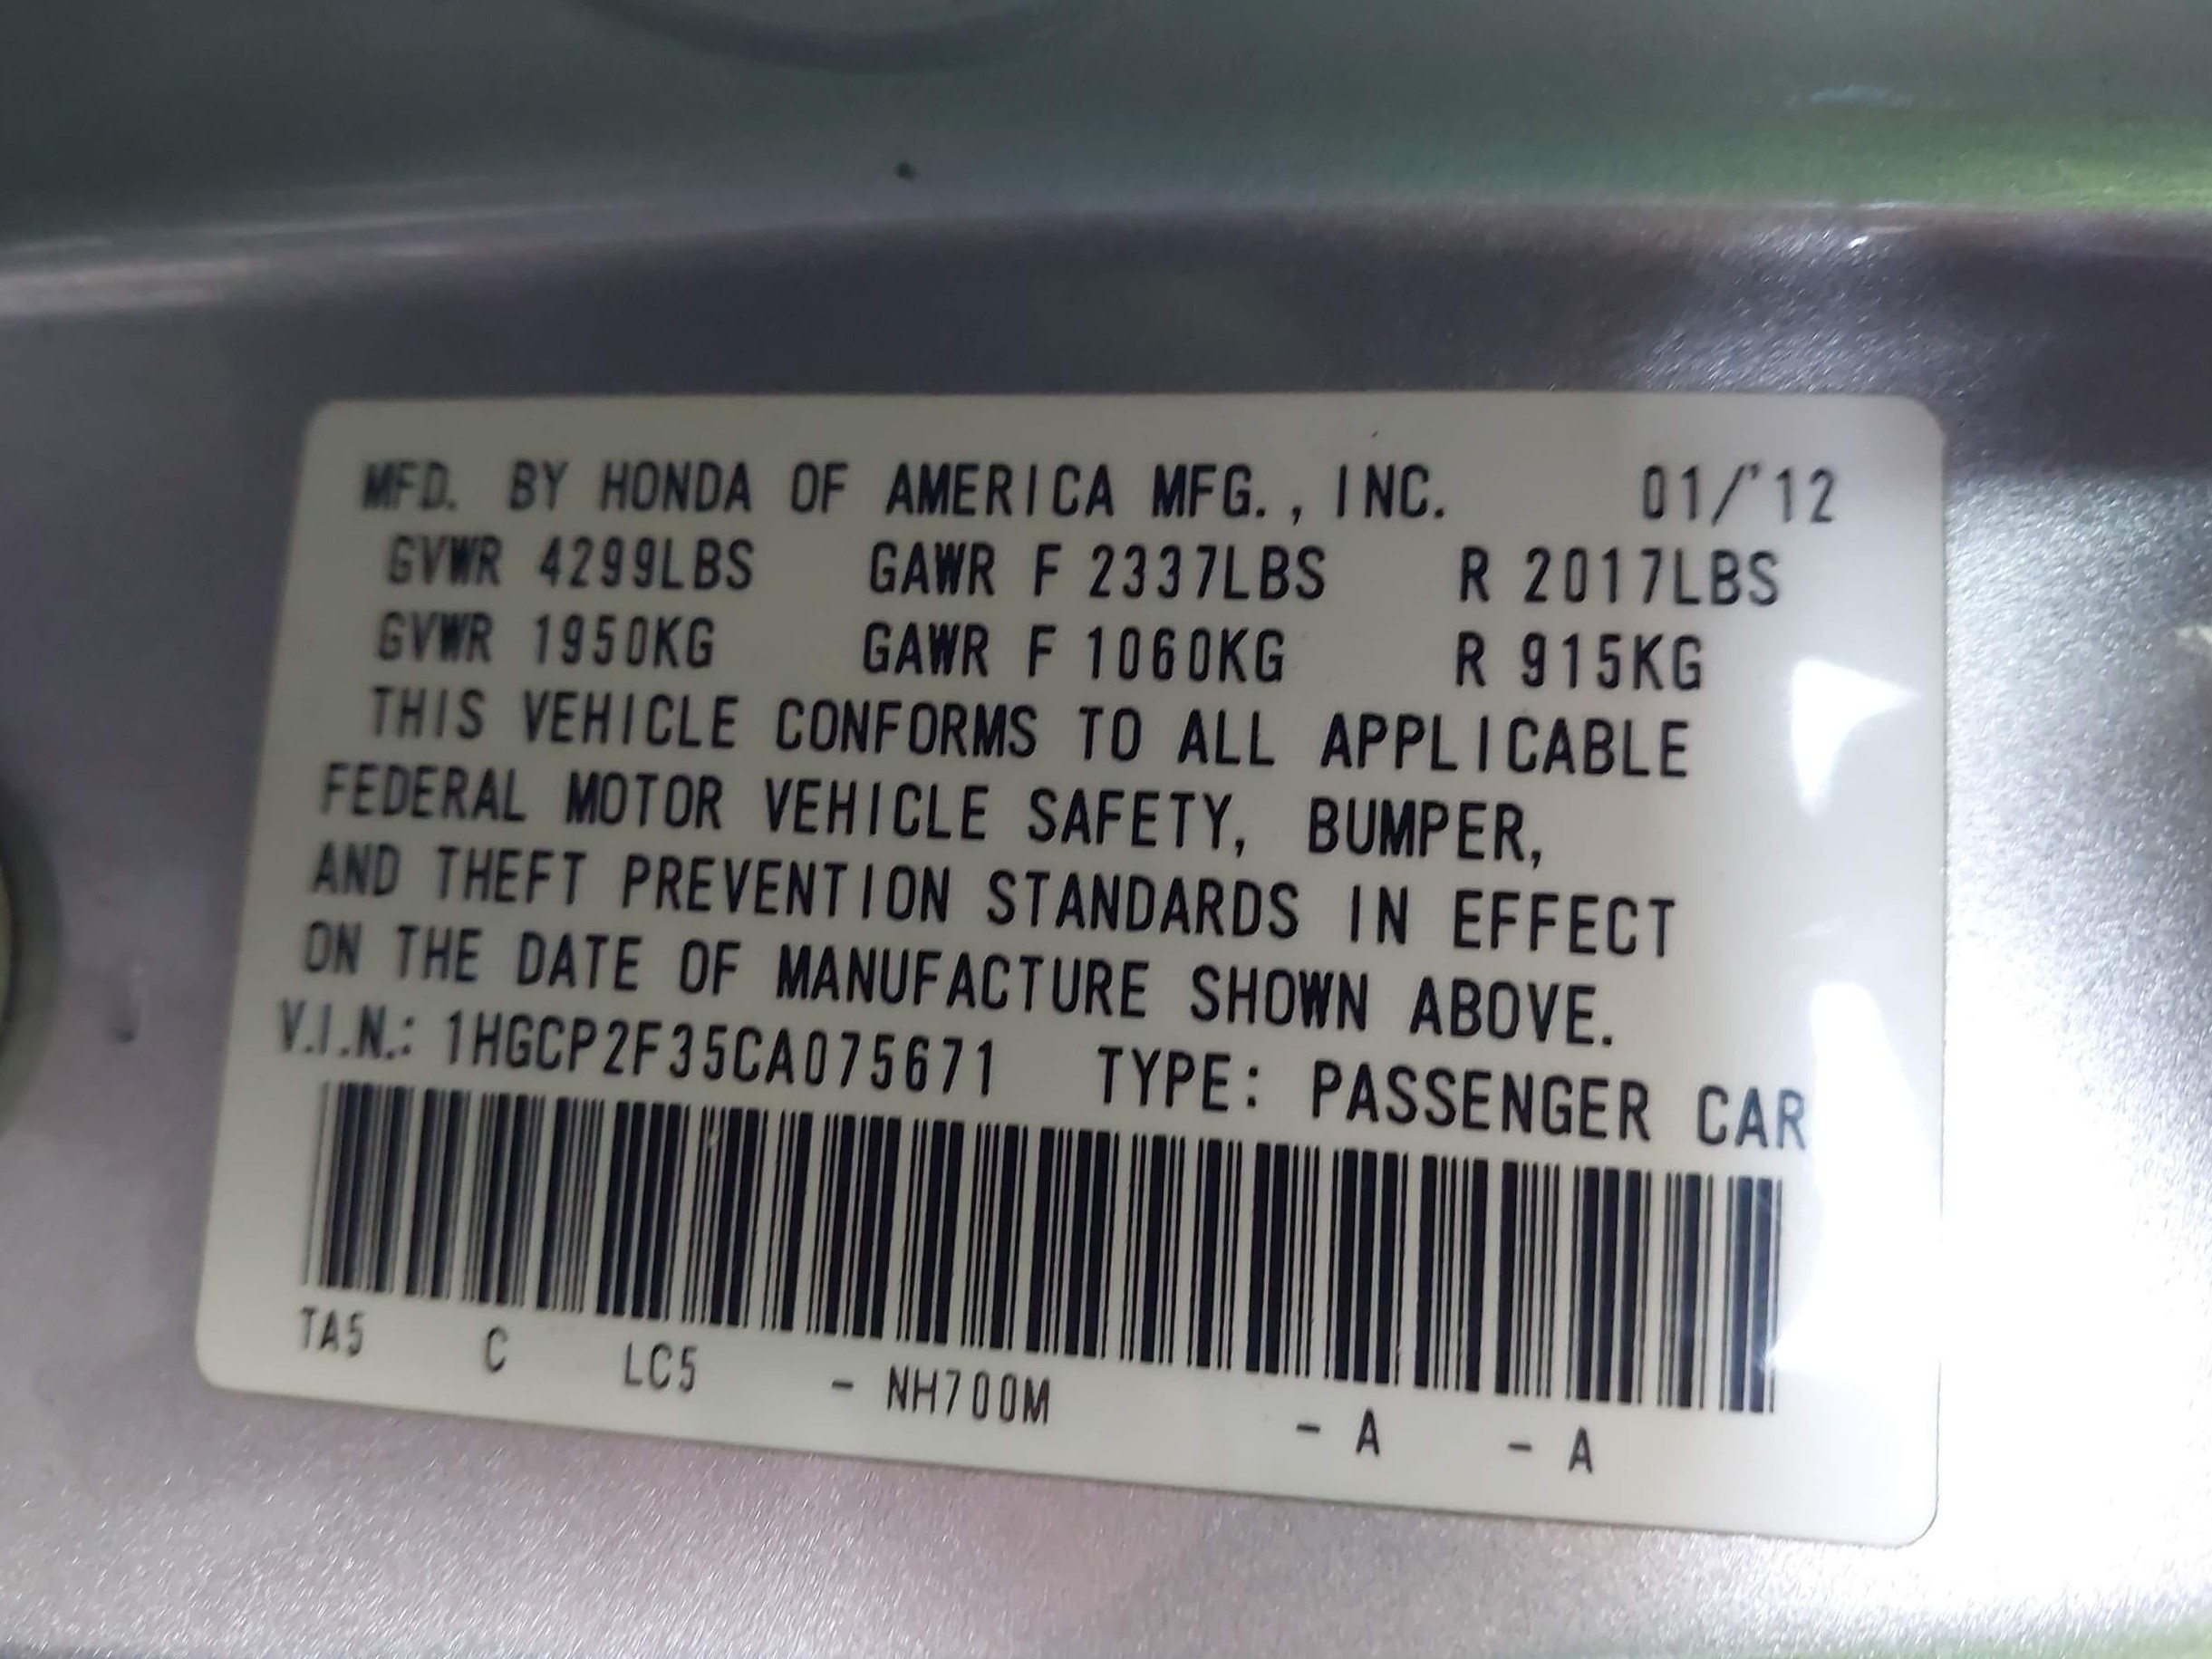 MFD. BY HONDA OF AMERICA MFG., INC. 01/'12
GVWR 4299LBS GAWR F 2337LBS R 2017LBS
GVWR 1950KG GAWR F 1060KG R 915KG
THIS VEHICLE CONFORMS TO ALL APPLICABLE
FEDERAL MOTOR VEHICLE SAFETY, BUMPER,
AND THEFT PREVENTION STANDARDS IN EFFECT
ON THE DATE OF MANUFACTURE SHOWN ABOVE.
V.I.N.: 1HGCP2F35CA075671 TYPE: PASSENGER CAR
TA5 C LC5 - NH700M - A - A